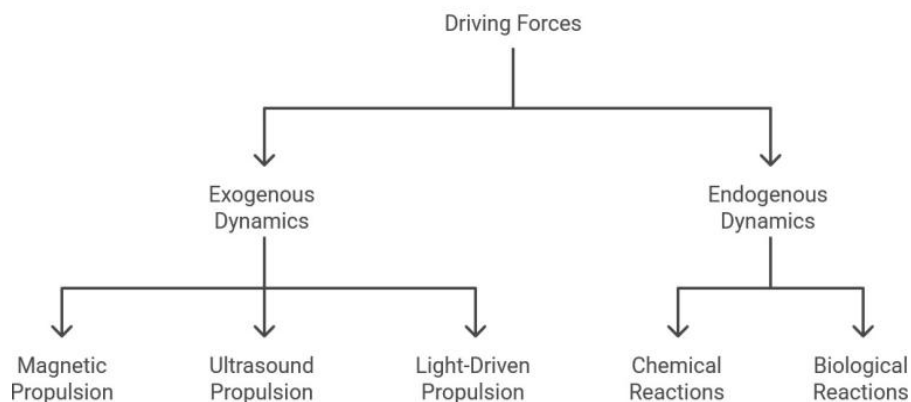 Driving Forces
Exogenous
Dynamics
Endogenous
Dynamics
Magnetic
Propulsion
Ultrasound
Propulsion
Light-Driven
Propulsion
Chemical
Reactions
Biological
Reactions